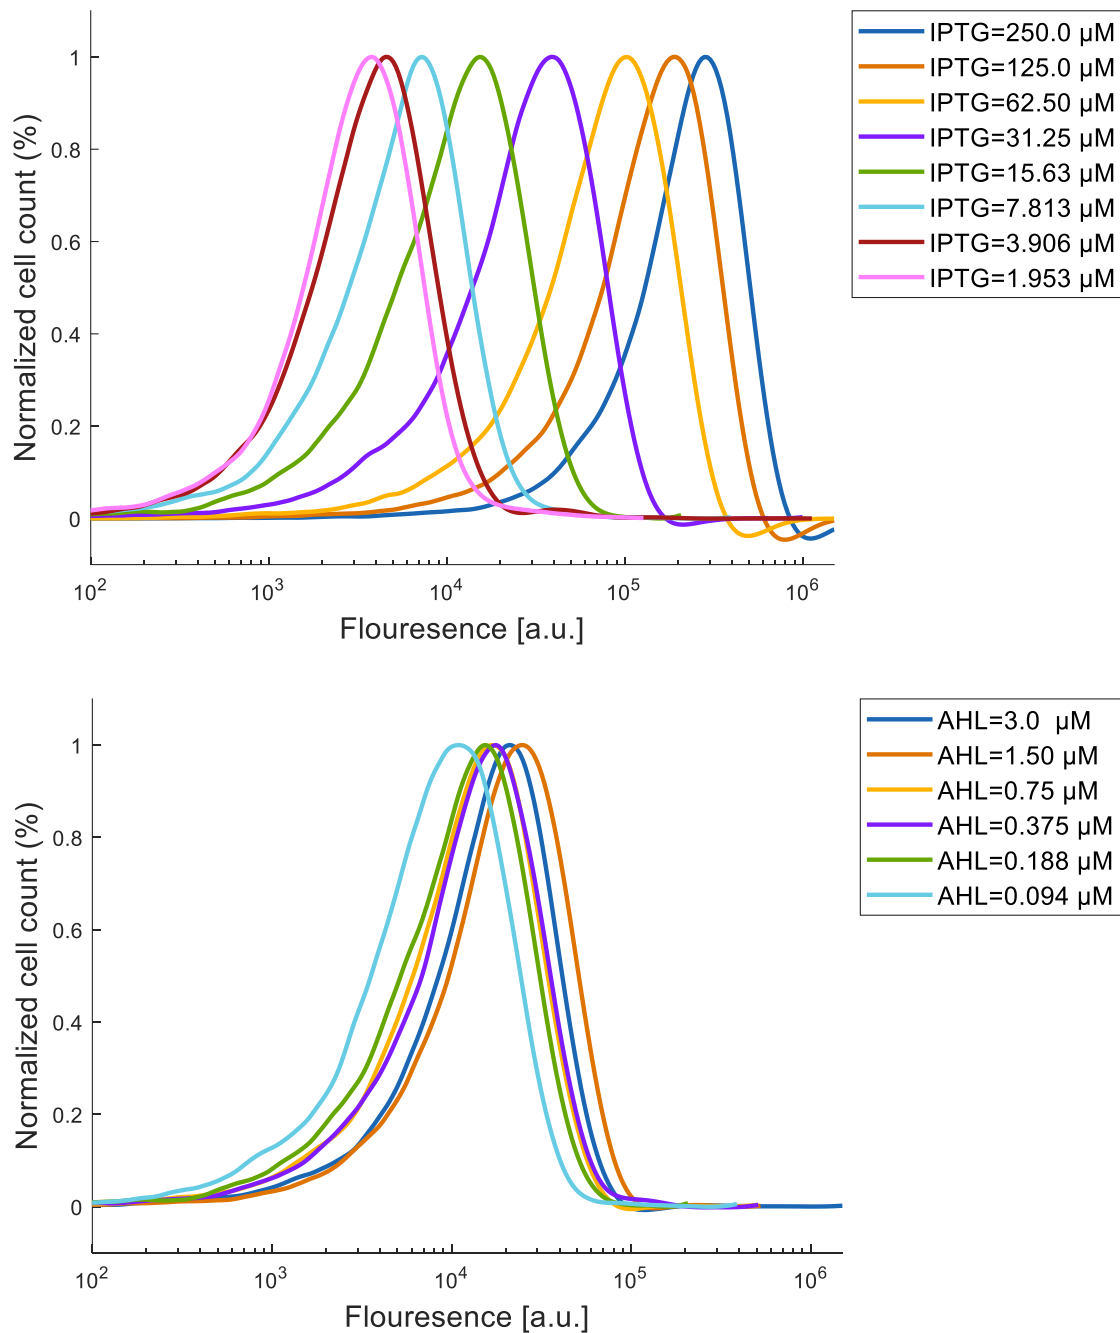 1
0.8
0.6
0.4
0.2
0
Normalized cell count (%)
10^2 10^3 10^4 10^5 10^6
Flouresence [a.u.]
IPTG=250.0 µM
IPTG=125.0 µM
IPTG=62.50 µM
IPTG=31.25 µM
IPTG=15.63 µM
IPTG=7.813 µM
IPTG=3.906 µM
IPTG=1.953 µM
1
0.8
0.6
0.4
0.2
0
Normalized cell count (%)
10^2 10^3 10^4 10^5 10^6
Flouresence [a.u.]
AHL=3.0 µM
AHL=1.50 µM
AHL=0.75 µM
AHL=0.375 µM
AHL=0.188 µM
AHL=0.094 µM